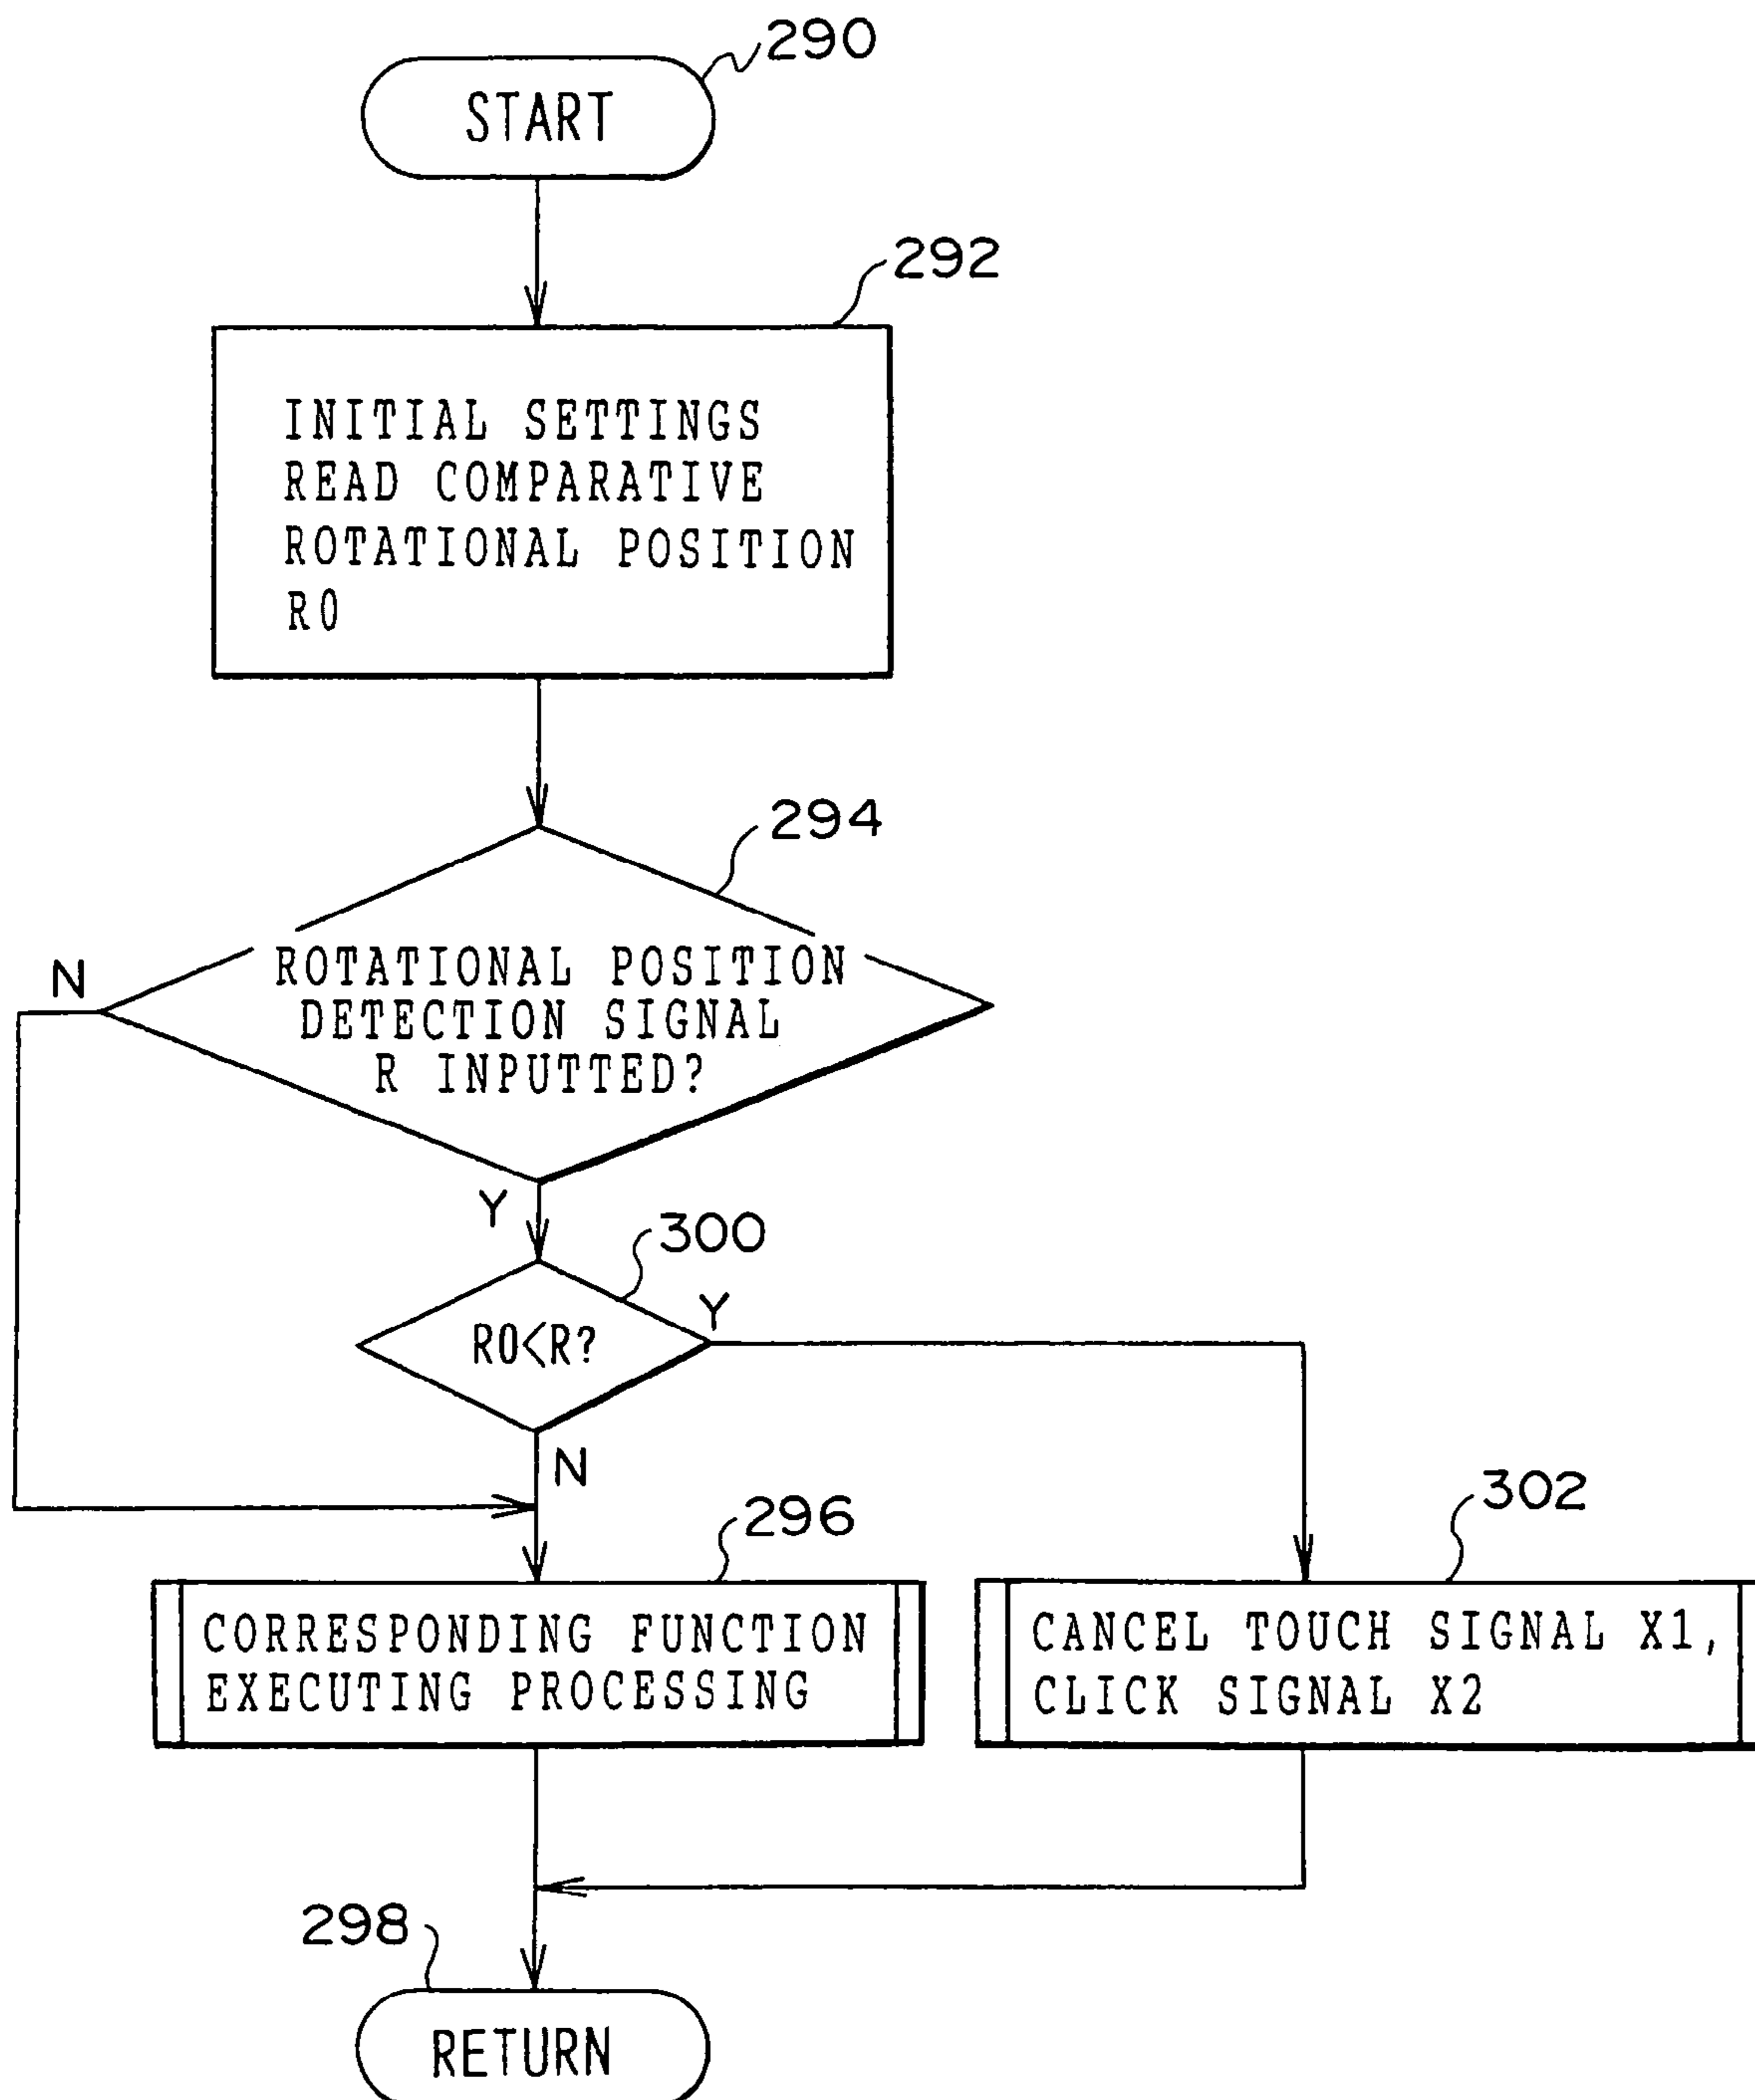 290
START
292
INITIAL SETTINGS
READ COMPARATIVE
ROTATIONAL POSITION
R0
294
N
ROTATIONAL POSITION
DETECTION SIGNAL
R INPUTTED?
Y
300
Y
R0<R?
N
302
296
CORRESPONDING FUNCTION
EXECUTING PROCESSING
CANCEL TOUCH SIGNAL X1,
CLICK SIGNAL X2
298
RETURN